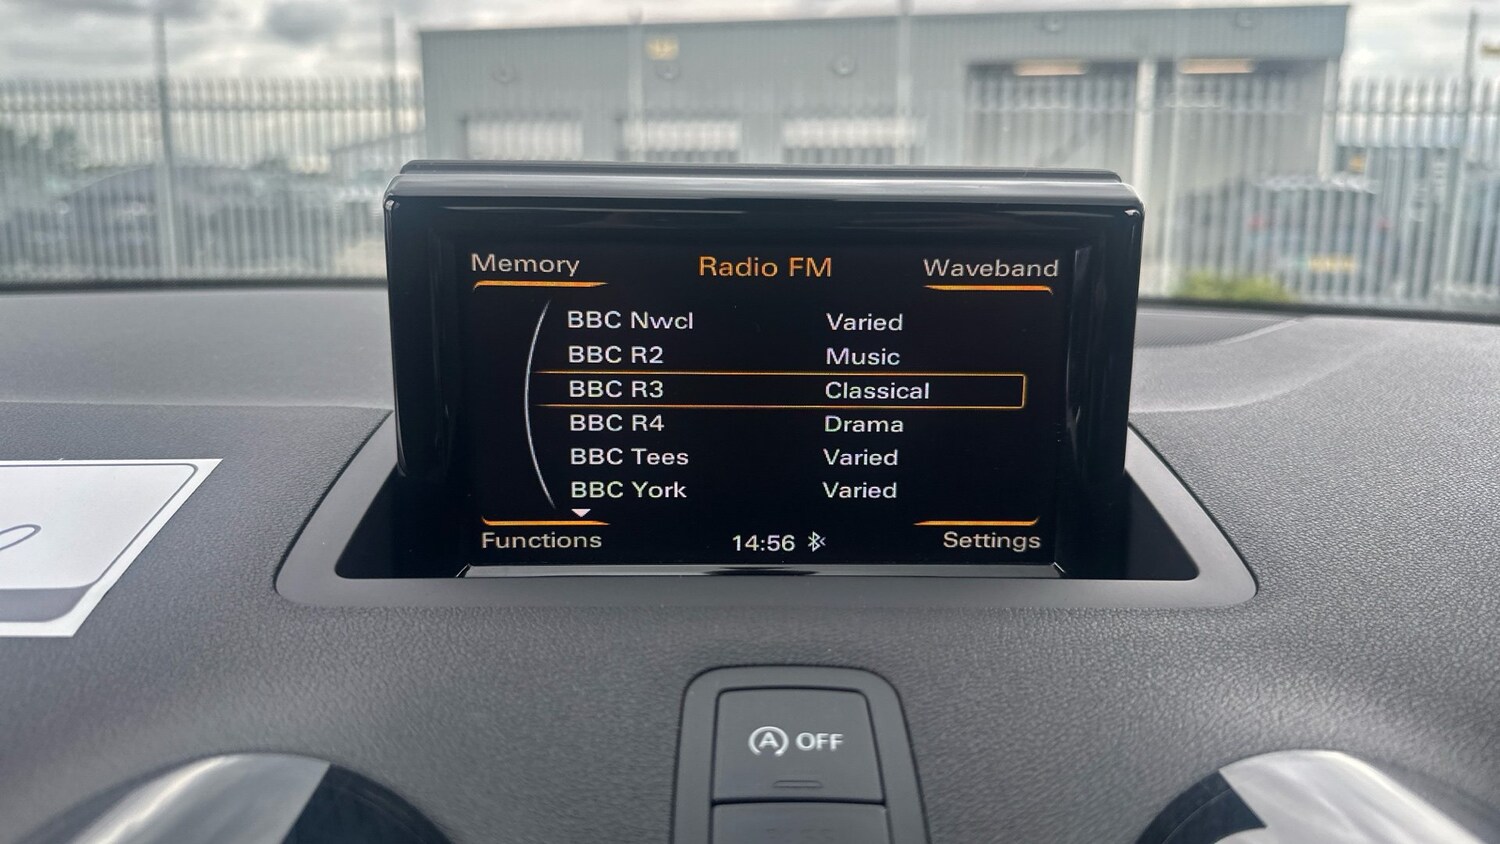 Memory Radio FM Waveband
BBC Nwcl Varied
BBC R2 Music
BBC R3 Classical
BBC R4 Drama
BBC Tees Varied
BBC York Varied
Functions 14:56 Settings
A OFF